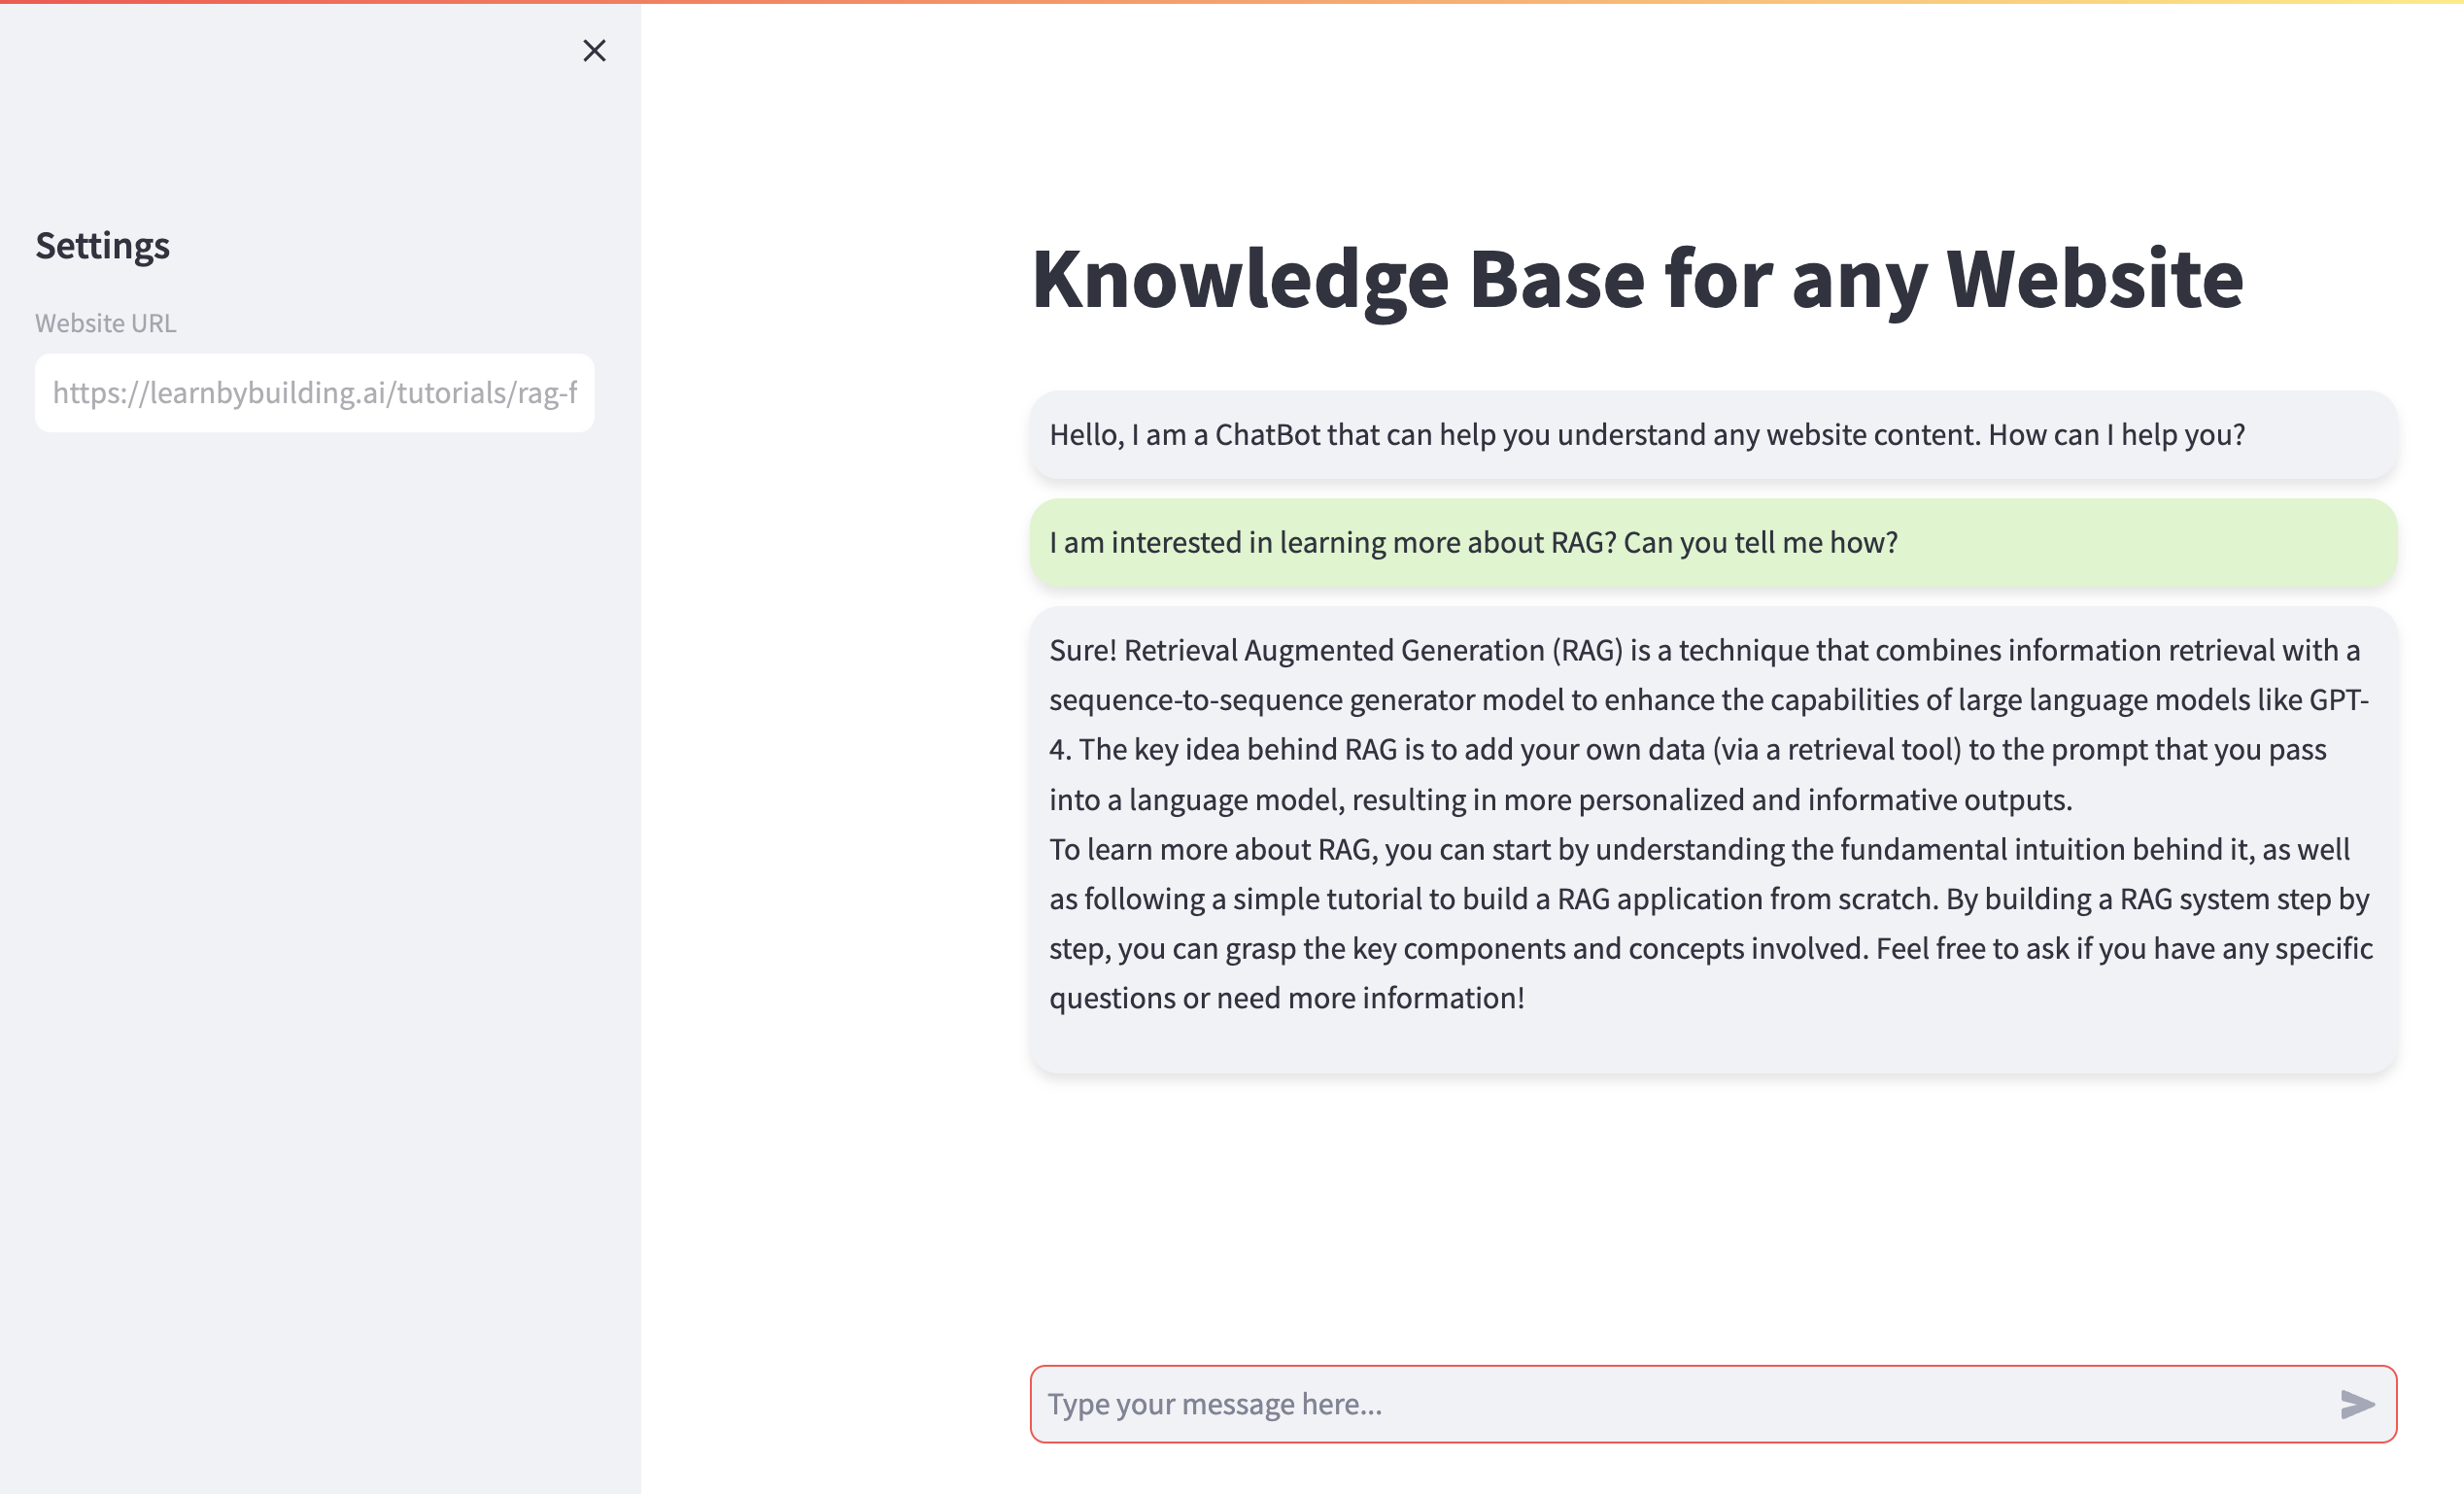 Settings
Website URL
https://learnbybuilding.ai/tutorials/rag-f
Knowledge Base for any Website
Hello, I am a ChatBot that can help you understand any website content. How can I help you?
I am interested in learning more about RAG? Can you tell me how?
Sure! Retrieval Augmented Generation (RAG) is a technique that combines information retrieval with a
sequence-to-sequence generator model to enhance the capabilities of large language models like GPT-
4. The key idea behind RAG is to add your own data (via a retrieval tool) to the prompt that you pass
into a language model, resulting in more personalized and informative outputs.
To learn more about RAG, you can start by understanding the fundamental intuition behind it, as well
as following a simple tutorial to build a RAG application from scratch. By building a RAG system step by
step, you can grasp the key components and concepts involved. Feel free to ask if you have any specific
questions or need more information!
Type your message here...